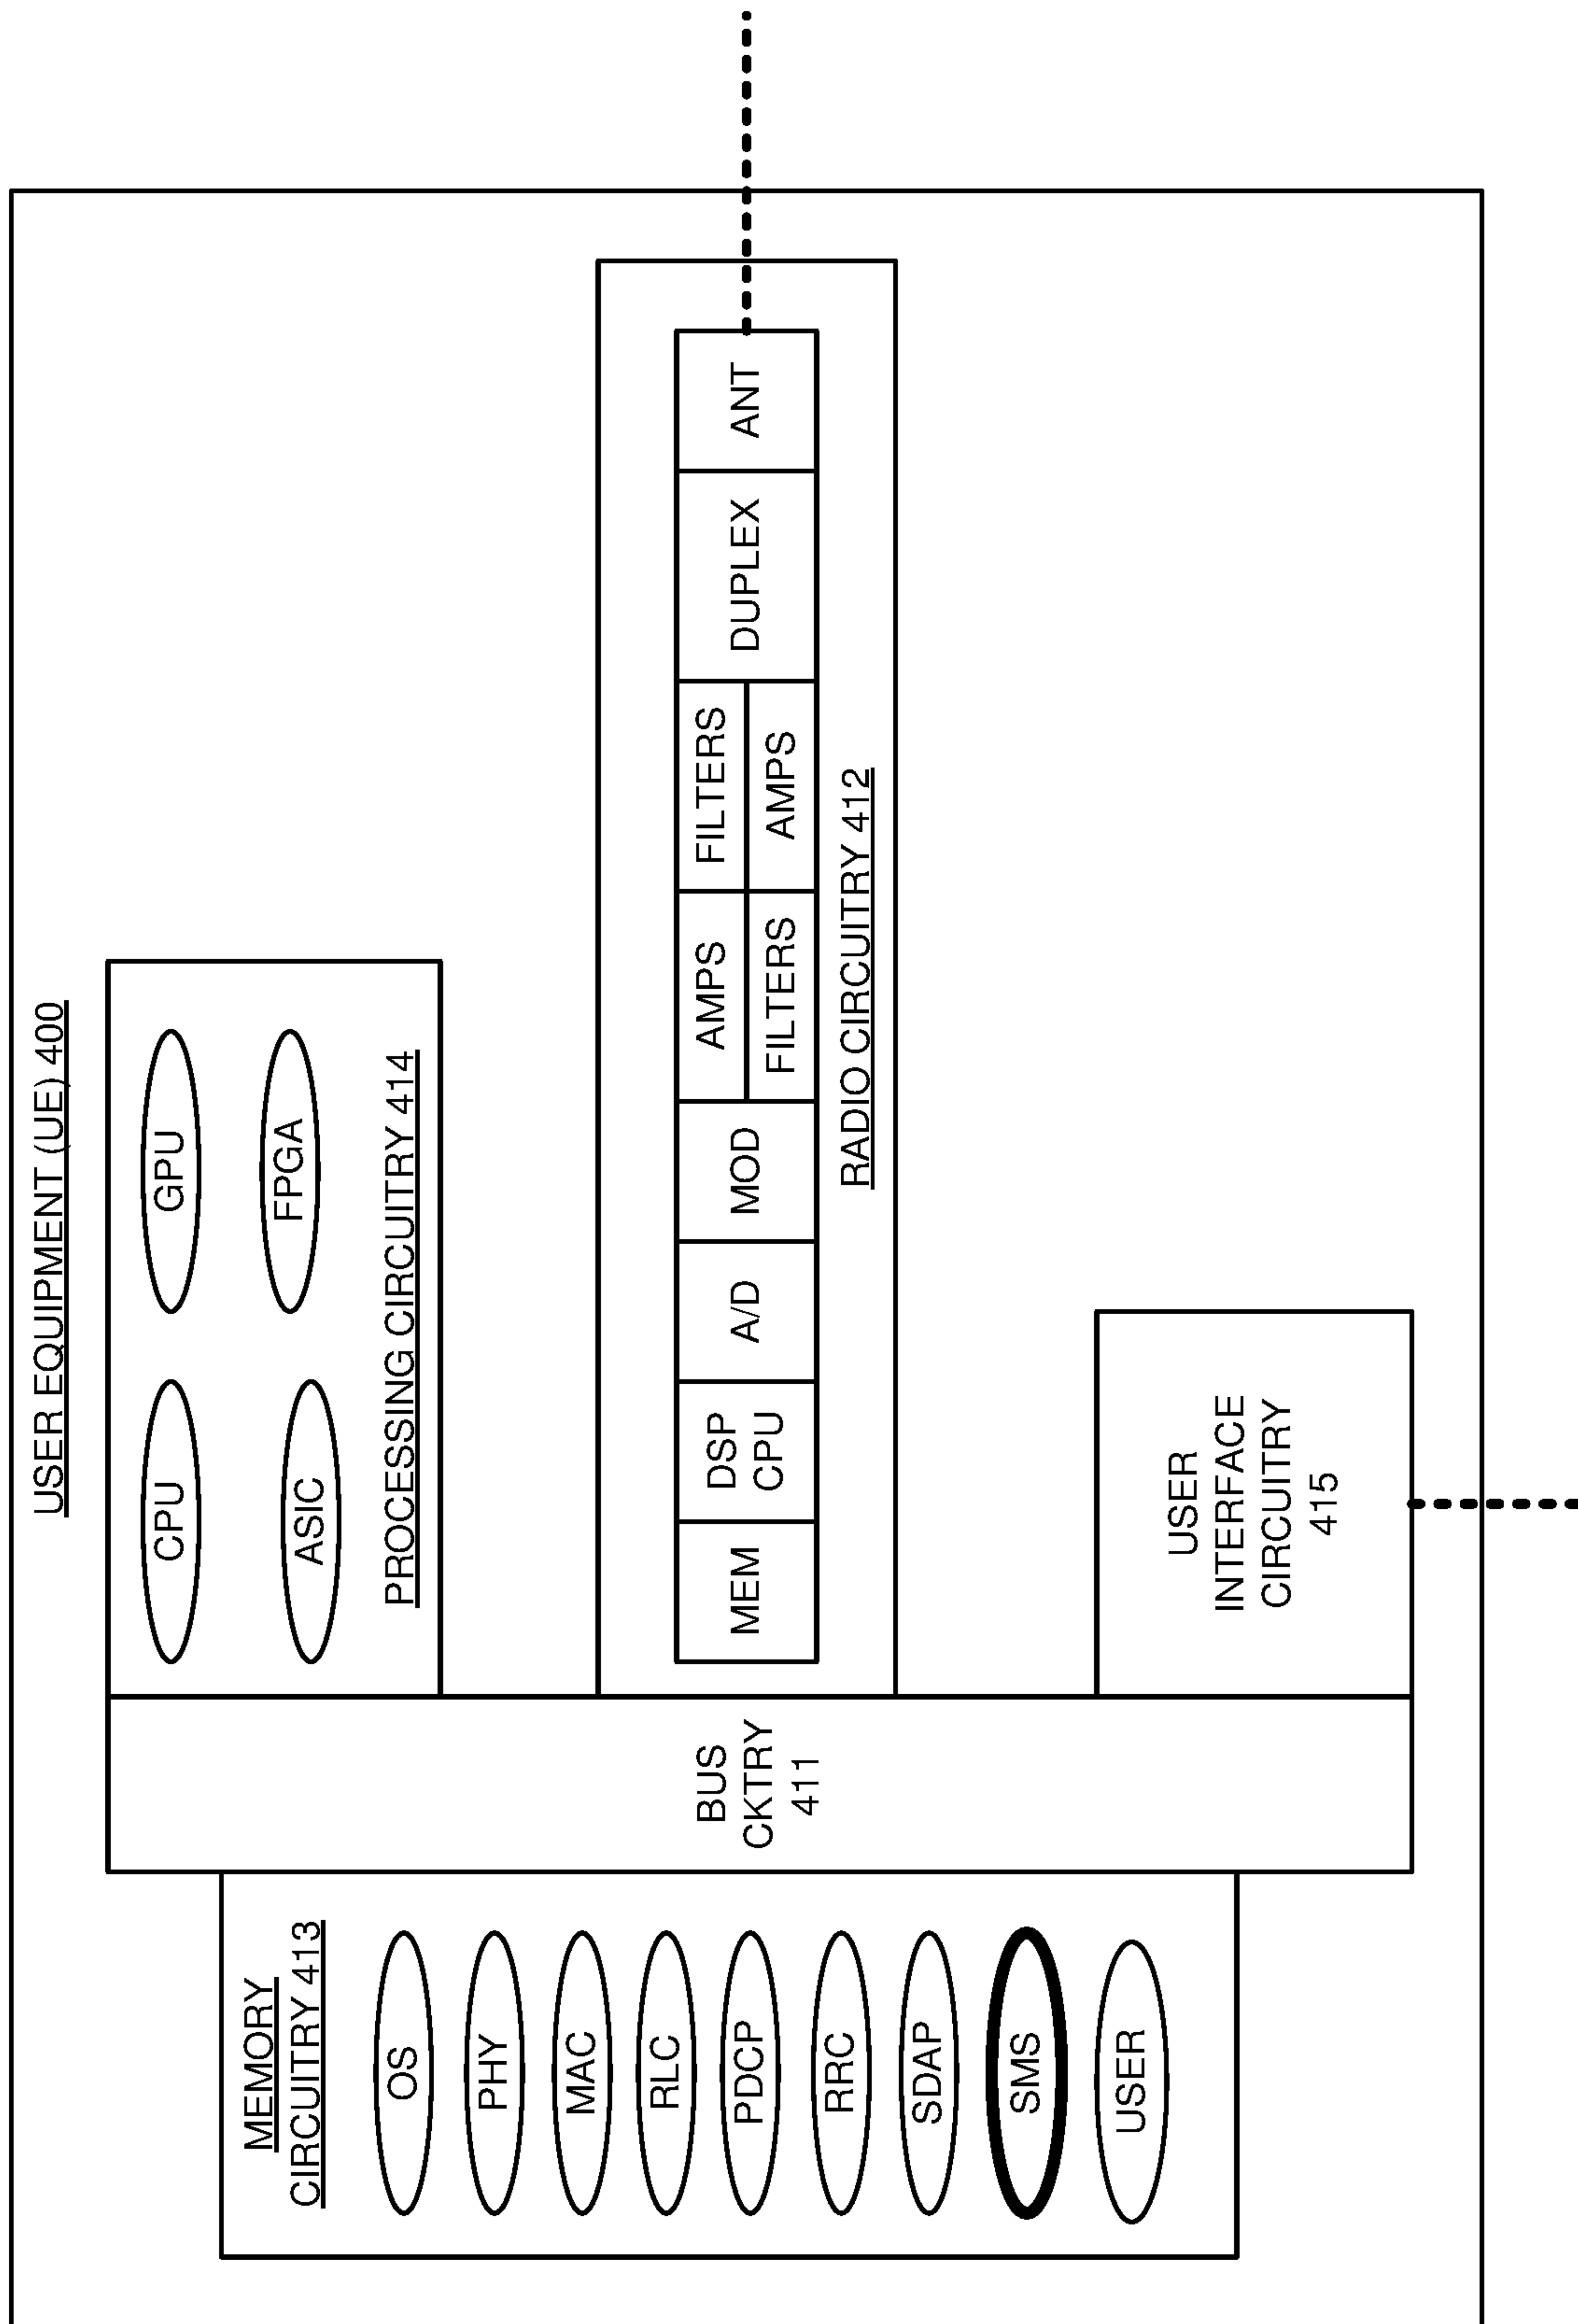 USER EQUIPMENT (UE) 400
MEMORY
CIRCUITRY 413
OS
PHY
MAC
RLC
PDCP
RRC
SDAP
SMS
USER
BUS
CKTRY
411
CPU
GPU
ASIC
FPGA
PROCESSING CIRCUITRY 414
MEM
DSP
CPU
A/D
MOD
AMPS
FILTERS
FILTERS
AMPS
DUPLEX
ANT
RADIO CIRCUITRY 412
USER
INTERFACE
CIRCUITRY
415